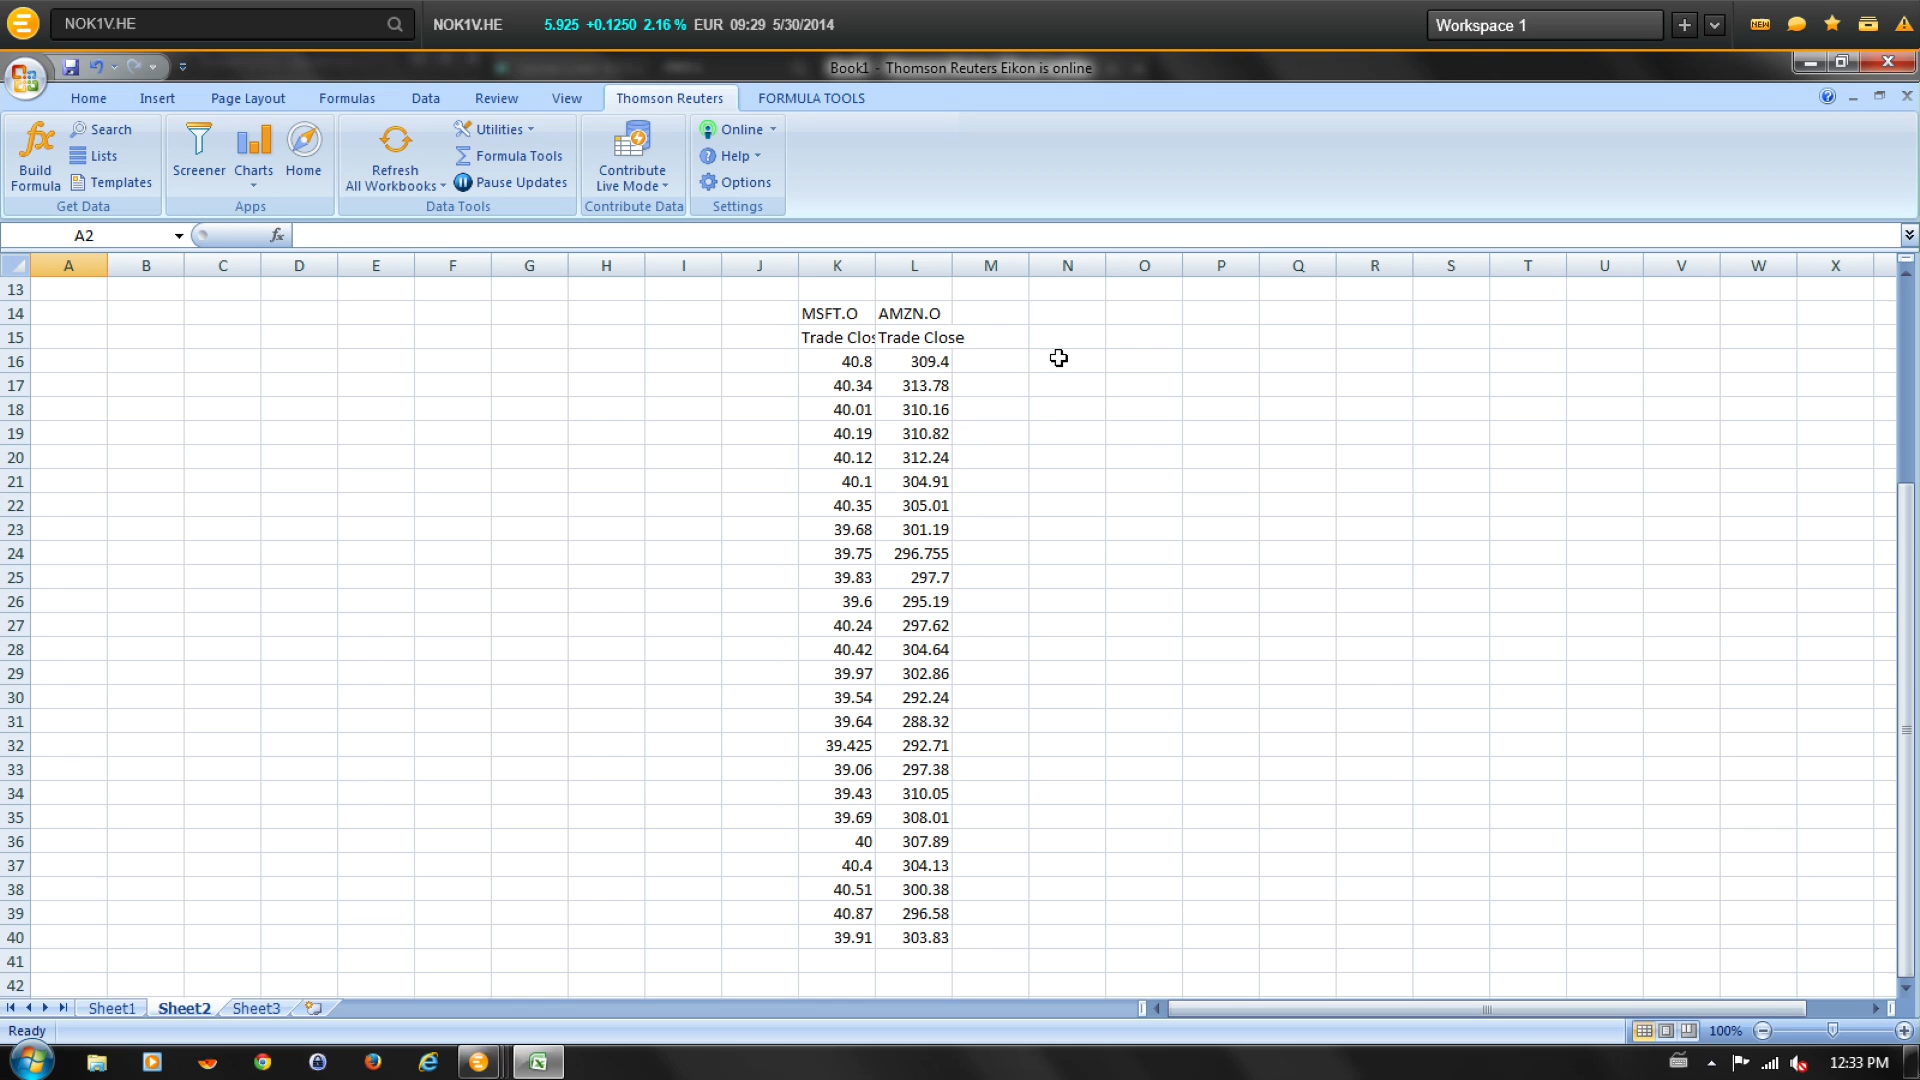 NOK1V.HE NOK1V.HE 5.925 +0.1250 2.16 % EUR 09:29 5/30/2014 Workspace 1 NEW
Book1 - Thomson Reuters Eikon is online
Home Insert Page Layout Formulas Data Review View Thomson Reuters FORMULA TOOLS
Search Utilities Online
Lists Formula Tools Help
Build Formula Templates Screener Charts Home Refresh All Workbooks Pause Updates Contribute Live Mode Options
Get Data Apps Data Tools Contribute Data Settings
A2 fx
A B C D E F G H I J K L M N O P Q R S T U V W X
13
14 MSFT.O AMZN.O
15 Trade Clos Trade Close
16 40.8 309.4
17 40.34 313.78
18 40.01 310.16
19 40.19 310.82
20 40.12 312.24
21 40.1 304.91
22 40.35 305.01
23 39.68 301.19
24 39.75 296.755
25 39.83 297.7
26 39.6 295.19
27 40.24 297.62
28 40.42 304.64
29 39.97 302.86
30 39.54 292.24
31 39.64 288.32
32 39.425 292.71
33 39.06 297.38
34 39.43 310.05
35 39.69 308.01
36 40 307.89
37 40.4 304.13
38 40.51 300.38
39 40.87 296.58
40 39.91 303.83
41
42
Sheet1 Sheet2 Sheet3
Ready 100%
12:33 PM